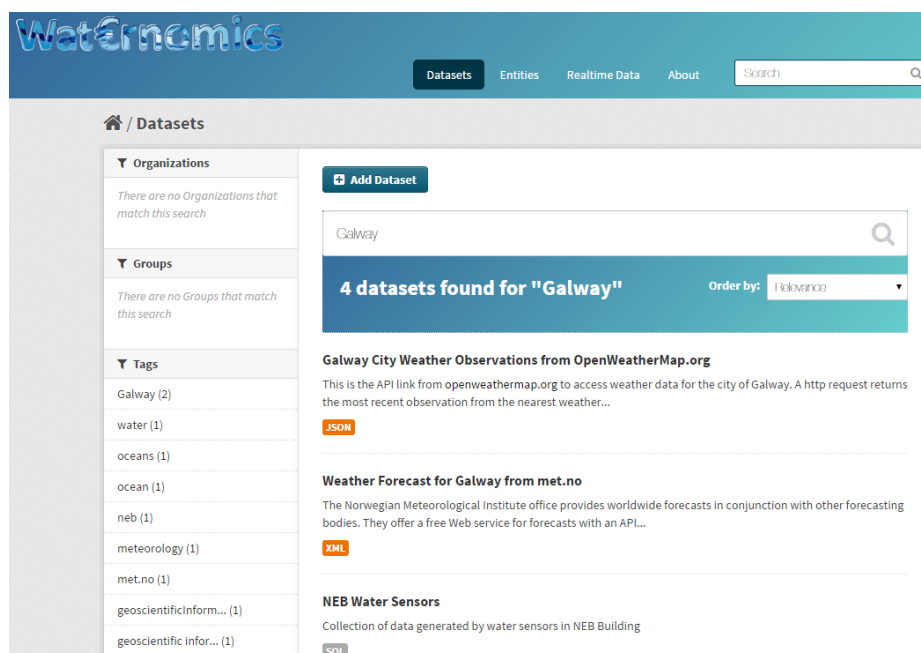 Wat€rnomics
Datasets Entities Realtime Data About Search
/ Datasets
Organizations
There are no Organizations that
match this search
Groups
There are no Groups that match
this search
Tags
Galway (2)
water (1)
oceans (1)
ocean (1)
neb (1)
meteorology (1)
met.no (1)
geoscientificInform... (1)
geoscientific infor... (1)
Add Dataset
Galway
4 datasets found for "Galway" Order by: Relevance
Galway City Weather Observations from OpenWeatherMap.org
This is the API link from openweathermap.org to access weather data for the city of Galway. A http request returns
the most recent observation from the nearest weather...
JSON
Weather Forecast for Galway from met.no
The Norwegian Meteorological Institute office provides worldwide forecasts in conjunction with other forecasting
bodies. They offer a free Web service for forecasts with an API...
XML
NEB Water Sensors
Collection of data generated by water sensors in NEB Building
SQL